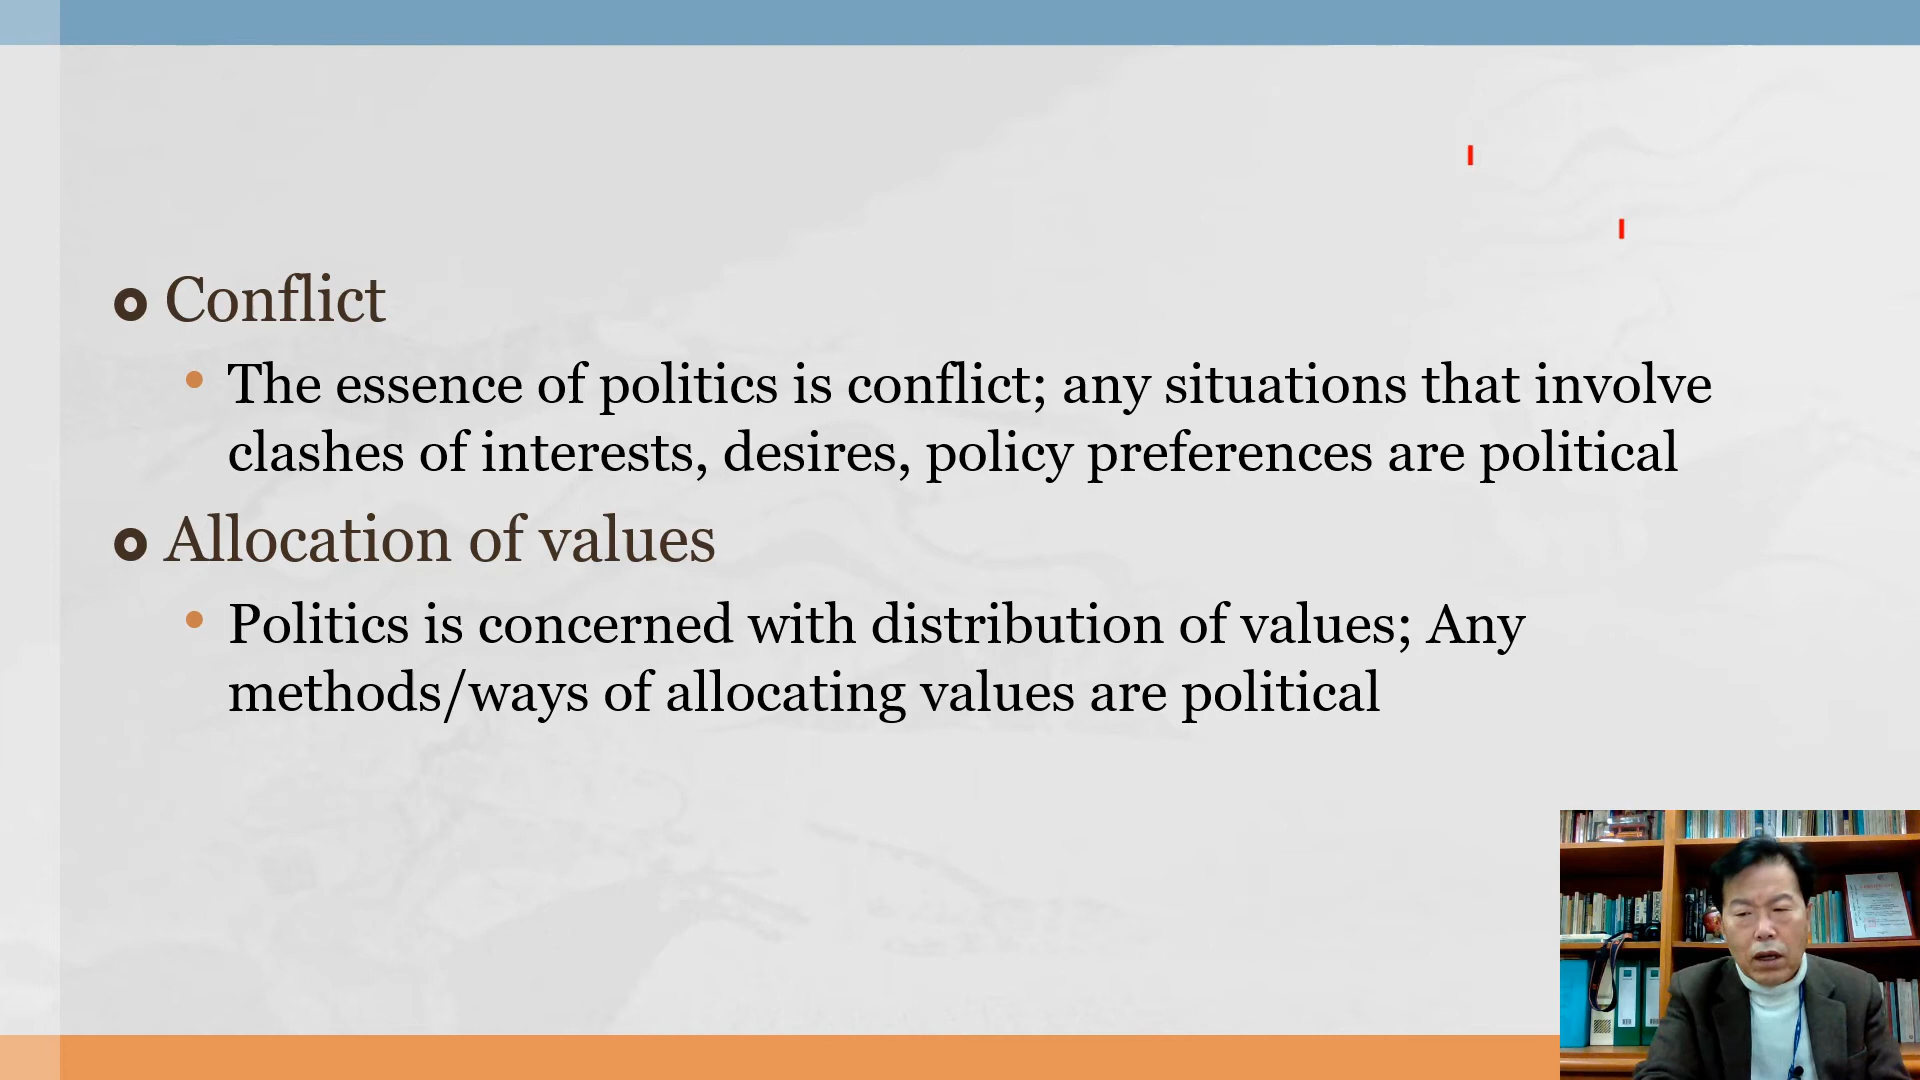 Conflict
The essence of politics is conflict; any situations that involve
clashes of interests, desires, policy preferences are political
Allocation of values
Politics is concerned with distribution of values; Any
methods/ways of allocating values are political